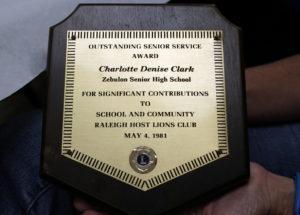 OUTSTANDING SENIOR SERVICE
AWARD
Charlotte Denise Clark
Zebulon Senior High School
FOR SIGNIFICANT CONTRIBUTIONS
TO
SCHOOL AND COMMUNITY
RALEIGH HOST LIONS CLUB
MAY 4, 1981
L